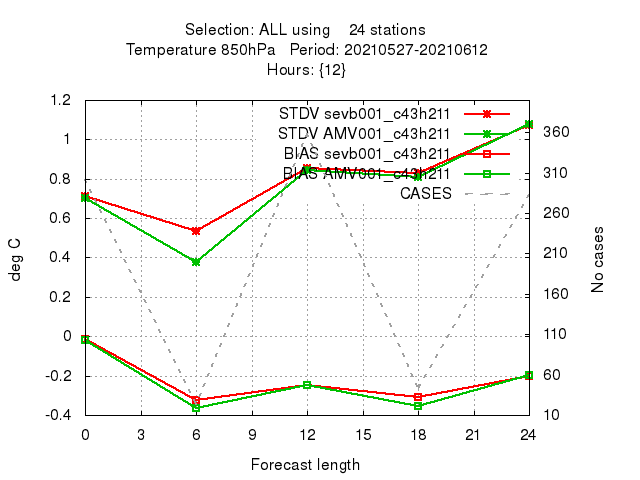 Selection: ALL using    24 stations
Temperature 850hPa   Period: 20210527-20210612
Hours: {12}
STDV sevb001_c43h211
STDV AMV001_c43h211
BIAS sevb001_c43h211
BIAS AMV001_c43h211
CASES
1.2
1
0.8
0.6
0.4
0.2
0
-0.2
-0.4
deg C
360
310
260
210
160
110
60
10
No cases
0 3 6 9 12 15 18 21 24
Forecast length